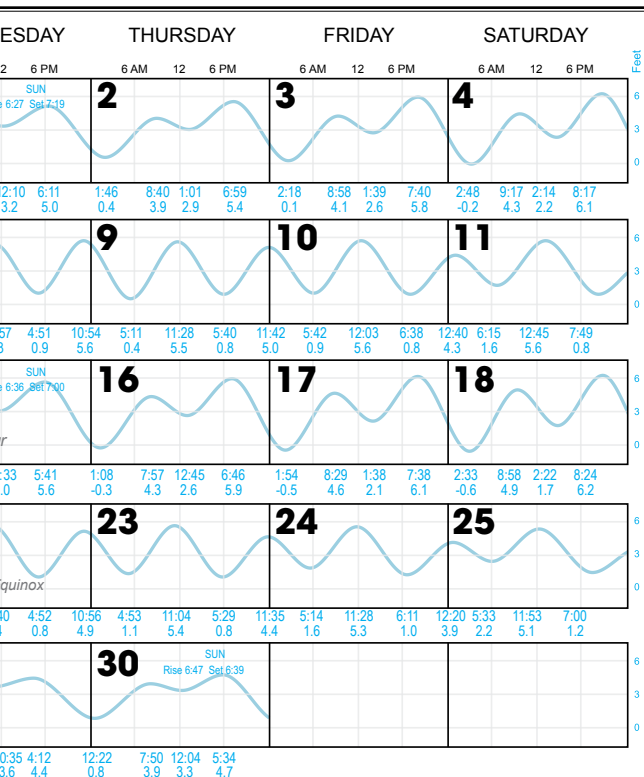 ESDAY THURSDAY FRIDAY SATURDAY
2 6 PM 6 AM 12 6 PM 6 AM 12 6 PM 6 AM 12 6 PM Feet
SUN
e 6:27 Set 7:19
2 3 4
6
3
0
2:10 6:11 1:46 8:40 1:01 6:59 2:18 8:58 1:39 7:40 2:48 9:17 2:14 8:17
3.2 5.0 0.4 3.9 2.9 5.4 0.1 4.1 2.6 5.8 -0.2 4.3 2.2 6.1
9 10 11
6
3
0
57 4:51 10:54 5:11 11:28 5:40 11:42 5:42 12:03 6:38 12:40 6:15 12:45 7:49
0.9 5.6 0.4 5.5 0.8 5.0 0.9 5.6 0.8 4.3 1.6 5.6 0.8
SUN
e 6:36 Set 7:00
16 17 18
6
3
0
r
:33 5:41 1:08 7:57 12:45 6:46 1:54 8:29 1:38 7:38 2:33 8:58 2:22 8:24
.0 5.6 -0.3 4.3 2.6 5.9 -0.5 4.6 2.1 6.1 -0.6 4.9 1.7 6.2
23 24 25
6
3
0
quinox
40 4:52 10:56 4:53 11:04 5:29 11:35 5:14 11:28 6:11 12:20 5:33 11:53 7:00
0.8 4.9 1.1 5.4 0.8 4.4 1.6 5.3 1.0 3.9 2.2 5.1 1.2
30
SUN
Rise 6:47 Set 6:39
6
3
0
0:35 4:12 12:22 7:50 12:04 5:34
3.6 4.4 0.8 3.9 3.3 4.7